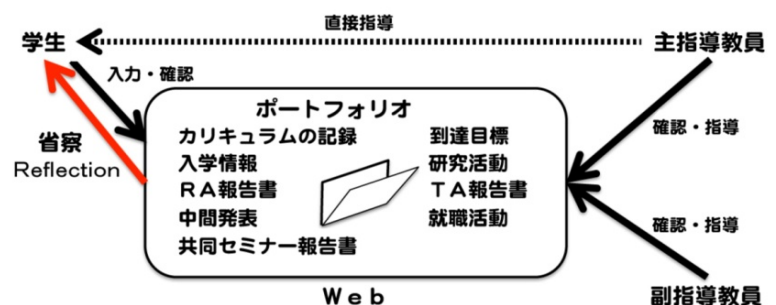 直接指導
学生
主指導教員
入力・確認
ポートフォリオ
省察
Reflection
カリキュラムの記録
到達目標
確認・指導
入学情報
研究活動
RA報告書
TA報告書
中間発表
就職活動
確認・指導
共同セミナー報告書
Web
副指導教員